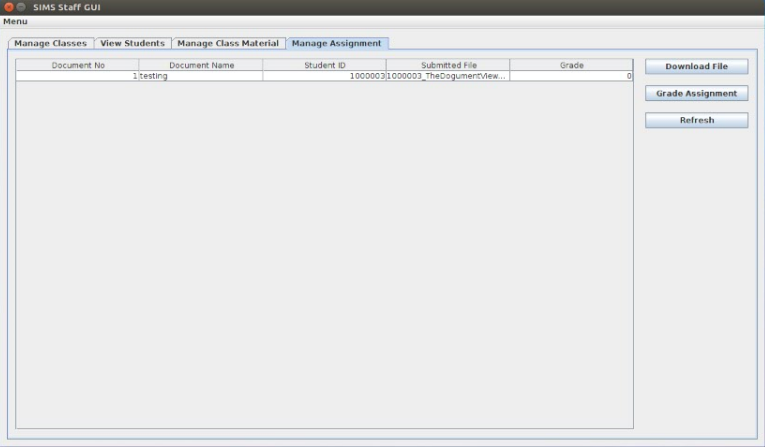 SIMS Staff GUI
Menu
Manage Classes View Students Manage Class Material Manage Assignment
Document No Document Name Student ID Submitted File Grade
1 testing 1000003 1000003_TheDogumentView... 0
Download File
Grade Assignment
Refresh